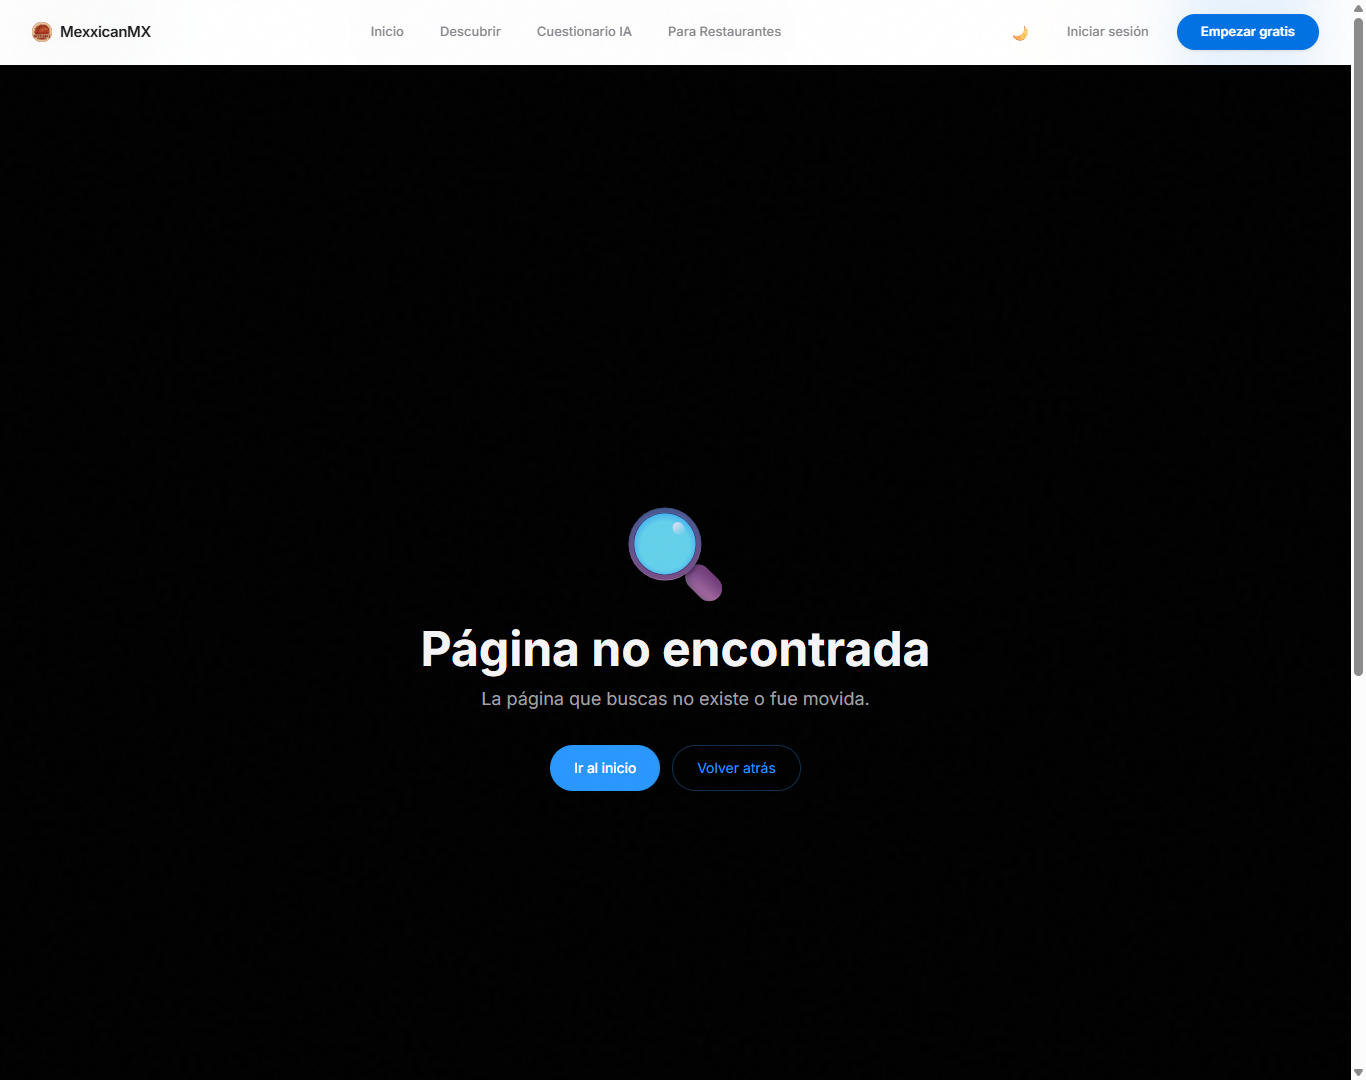 MexxicanMX
Inicio
Descubrir
Cuestionario IA
Para Restaurantes
Iniciar sesión
Empezar gratis
Página no encontrada
La página que buscas no existe o fue movida.
Ir al inicio
Volver atrás